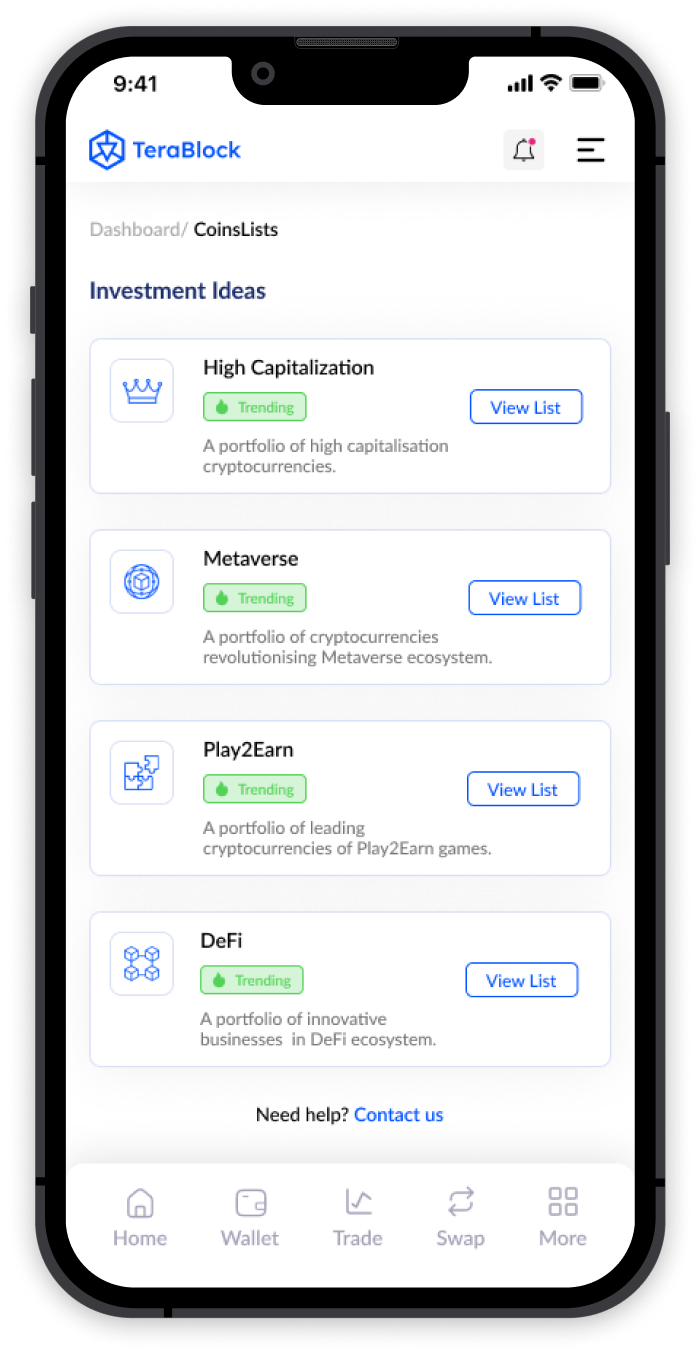 9:41
TeraBlock
Dashboard/ CoinsLists
Investment Ideas
High Capitalization
Trending
View List
A portfolio of high capitalisation
cryptocurrencies.
Metaverse
Trending
View List
A portfolio of cryptocurrencies
revolutionising Metaverse ecosystem.
Play2Earn
Trending
View List
A portfolio of leading
cryptocurrencies of Play2Earn games.
DeFi
Trending
View List
A portfolio of innovative
businesses  in DeFi ecosystem.
Need help? Contact us
Home Wallet Trade Swap More